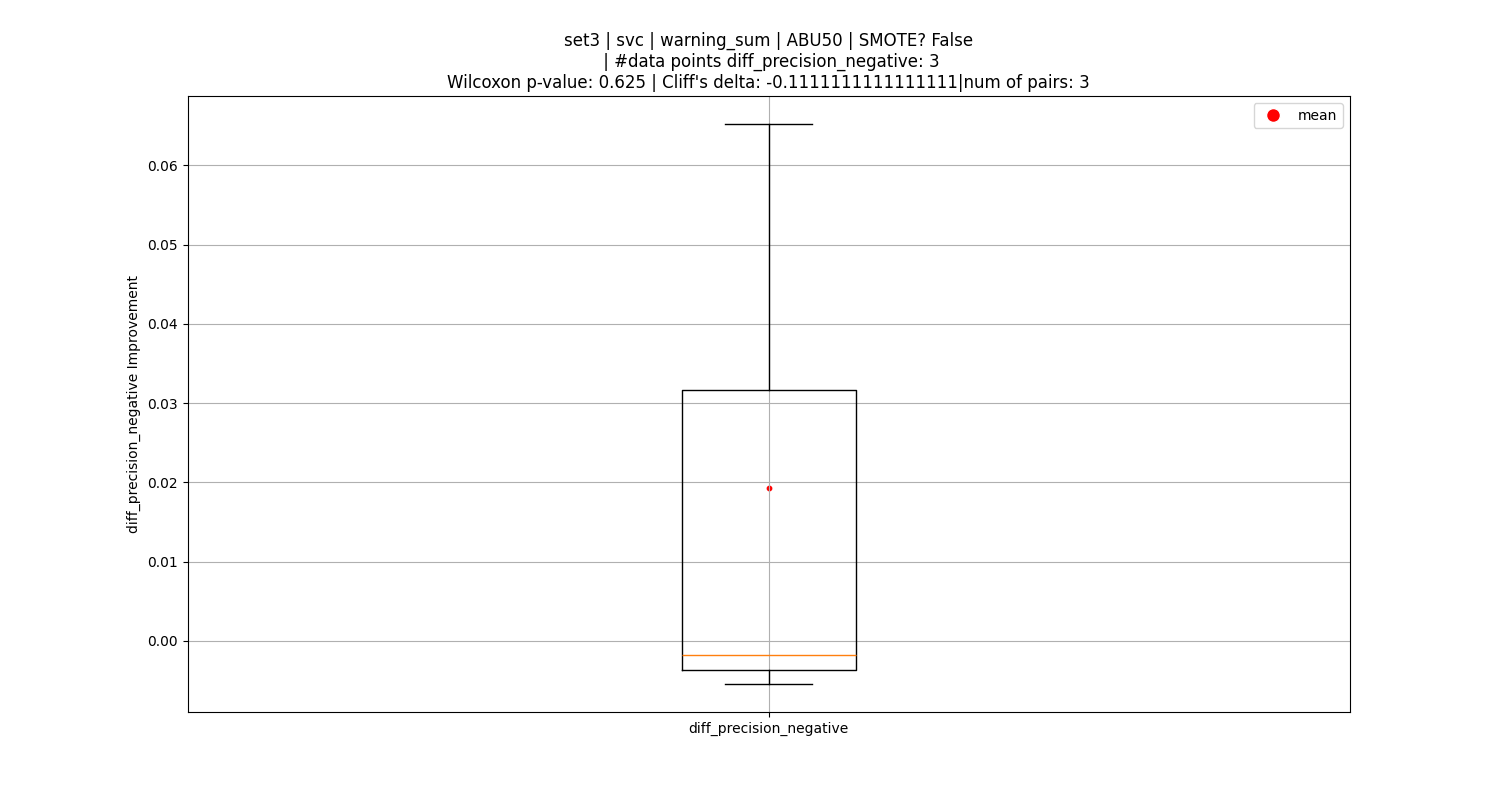 set3 | svc | warning_sum | ABU50 | SMOTE? False
| #data points diff_precision_negative: 3
Wilcoxon p-value: 0.625 | Cliff's delta: -0.1111111111111111|num of pairs: 3
mean
0.06
0.05
0.04
0.03
0.02
0.01
0.00
diff_precision_negative Improvement
diff_precision_negative